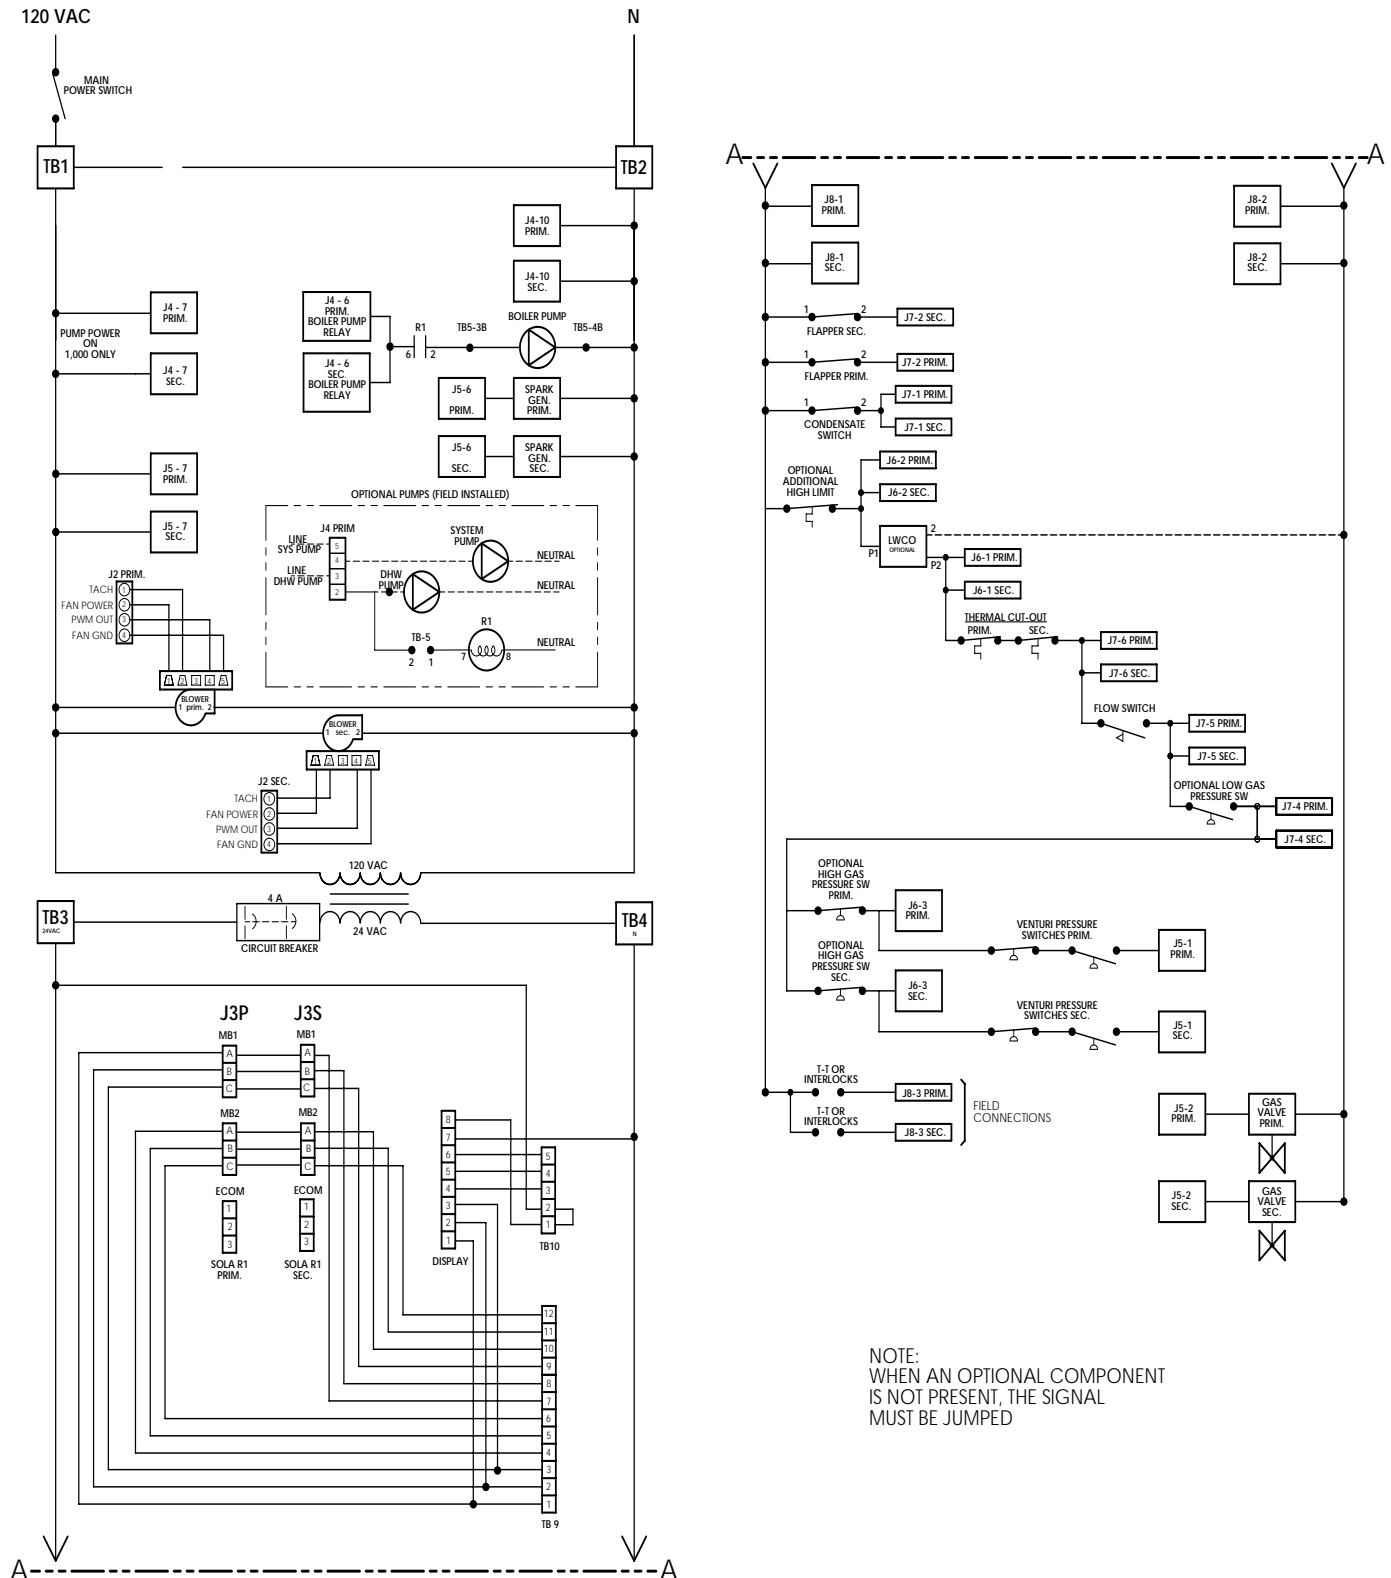 120 VAC
N
MAIN
POWER SWITCH
TB1
TB2
J4-10
PRIM.
J4-10
SEC.
J4 - 7
PRIM.
PUMP POWER
ON
1,000 ONLY
J4 - 7
SEC.
J4 - 6
PRIM.
BOILER PUMP
RELAY
J4 - 6
SEC.
BOILER PUMP
RELAY
R1
6
2
TB5-3B
BOILER PUMP
TB5-4B
J5-6
PRIM.
SPARK
GEN.
PRIM.
J5-6
SEC.
SPARK
GEN.
SEC.
J5 - 7
PRIM.
J5 - 7
SEC.
OPTIONAL PUMPS (FIELD INSTALLED)
J4 PRIM
LINE
SYS PUMP
LINE
DHW PUMP
5
4
3
2
SYSTEM
PUMP
NEUTRAL
DHW
PUMP
NEUTRAL
TB-5
2 1
R1
7 8
NEUTRAL
J2 PRIM.
TACH 1
FAN POWER 2
PWM OUT 3
FAN GND 4
1 2 3 4 5
BLOWER
1 prim. 2
BLOWER
1 sec. 2
1 2 3 4 5
J2 SEC.
TACH 1
FAN POWER 2
PWM OUT 3
FAN GND 4
120 VAC
4 A
TB3
24VAC
CIRCUIT BREAKER
24 VAC
TB4
N
J3P
J3S
MB1
A
B
C
MB1
A
B
C
MB2
A
B
C
MB2
A
B
C
ECOM
1
2
3
SOLA R1
PRIM.
ECOM
1
2
3
SOLA R1
SEC.
8
7
6
5
4
3
2
1
DISPLAY
5
4
3
2
1
TB10
12
11
10
9
8
7
6
5
4
3
2
1
TB 9
A
A
A
A
J8-1
PRIM.
J8-2
PRIM.
J8-1
SEC.
J8-2
SEC.
1 2
FLAPPER SEC.
J7-2 SEC.
1 2
FLAPPER PRIM.
J7-2 PRIM.
1 2
CONDENSATE
SWITCH
J7-1 PRIM.
J7-1 SEC.
OPTIONAL
ADDITIONAL
HIGH LIMIT
J6-2 PRIM.
J6-2 SEC.
P1
LWCO
OPTIONAL
2
P2
J6-1 PRIM.
J6-1 SEC.
THERMAL CUT-OUT
PRIM.
SEC.
J7-6 PRIM.
J7-6 SEC.
FLOW SWITCH
J7-5 PRIM.
J7-5 SEC.
OPTIONAL LOW GAS
PRESSURE SW
J7-4 PRIM.
J7-4 SEC.
OPTIONAL
HIGH GAS
PRESSURE SW
PRIM.
J6-3
PRIM.
VENTURI PRESSURE
SWITCHES PRIM.
J5-1
PRIM.
OPTIONAL
HIGH GAS
PRESSURE SW
SEC.
J6-3
SEC.
VENTURI PRESSURE
SWITCHES SEC.
J5-1
SEC.
T-T OR
INTERLOCKS
J8-3 PRIM.
T-T OR
INTERLOCKS
J8-3 SEC.
FIELD
CONNECTIONS
J5-2
PRIM.
GAS
VALVE
PRIM.
J5-2
SEC.
GAS
VALVE
SEC.
NOTE:
WHEN AN OPTIONAL COMPONENT
IS NOT PRESENT, THE SIGNAL
MUST BE JUMPED